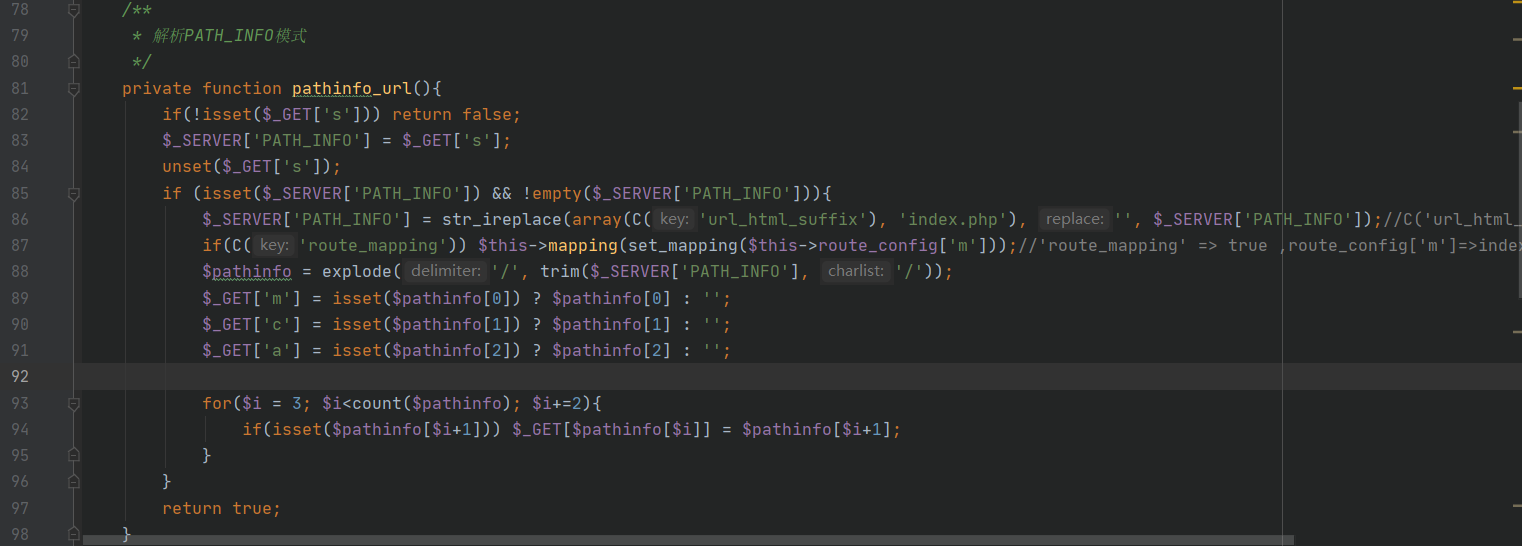 78 /**
79 * 解析PATH_INFO模式
80 */
81 private function pathinfo_url(){
82 if(!isset($_GET['s'])) return false;
83 $_SERVER['PATH_INFO'] = $_GET['s'];
84 unset($_GET['s']);
85 if (isset($_SERVER['PATH_INFO']) && !empty($_SERVER['PATH_INFO'])){
86 $_SERVER['PATH_INFO'] = str_ireplace(array(C( key: 'url_html_suffix'), 'index.php'), replace: '', $_SERVER['PATH_INFO']);//C('url_html_
87 if(C( key: 'route_mapping')) $this->mapping(set_mapping($this->route_config['m']));//'route_mapping' => true ,route_config['m']=>index
88 $pathinfo = explode( delimiter: '/', trim($_SERVER['PATH_INFO'], charlist: '/'));
89 $_GET['m'] = isset($pathinfo[0]) ? $pathinfo[0] : '';
90 $_GET['c'] = isset($pathinfo[1]) ? $pathinfo[1] : '';
91 $_GET['a'] = isset($pathinfo[2]) ? $pathinfo[2] : '';
92
93 for($i = 3; $i<count($pathinfo); $i+=2){
94 if(isset($pathinfo[$i+1])) $_GET[$pathinfo[$i]] = $pathinfo[$i+1];
95 }
96 }
97 return true;
98 }